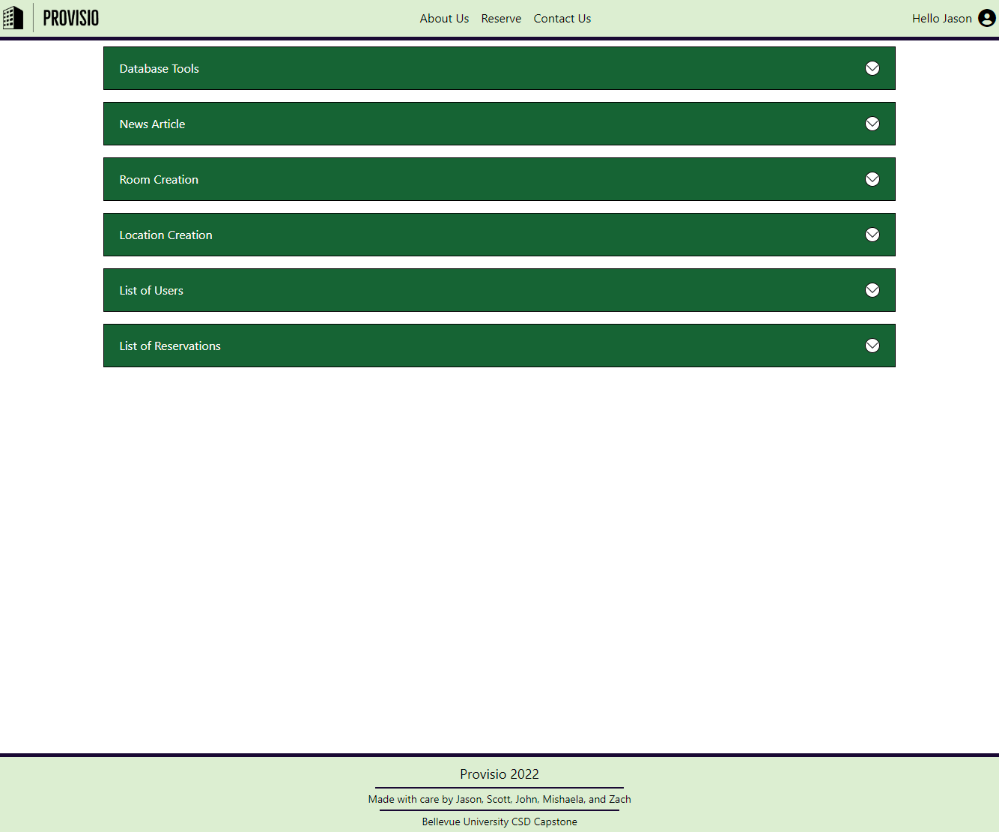 PROVISIO
About Us Reserve Contact Us
Hello Jason
Database Tools
News Article
Room Creation
Location Creation
List of Users
List of Reservations
Provisio 2022
Made with care by Jason, Scott, John, Mishaela, and Zach
Bellevue University CSD Capstone